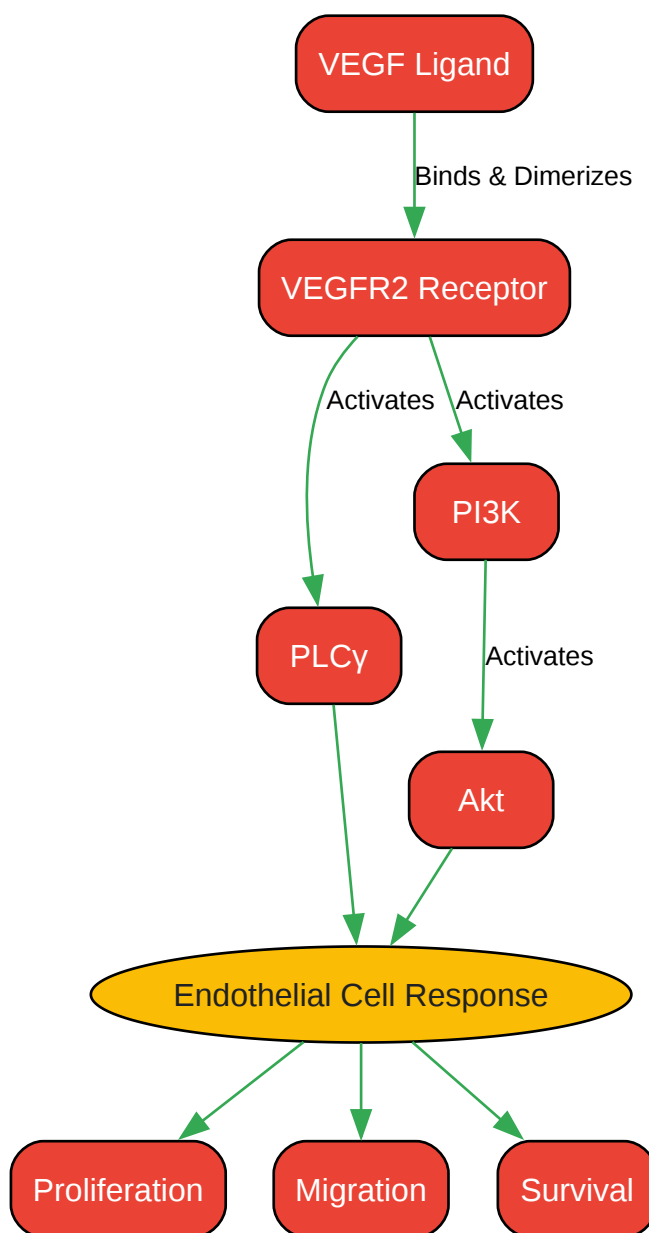 VEGF Ligand
Binds & Dimerizes
VEGFR2 Receptor
Activates
Activates
PI3K
PLCγ
Activates
Akt
Endothelial Cell Response
Proliferation
Migration
Survival